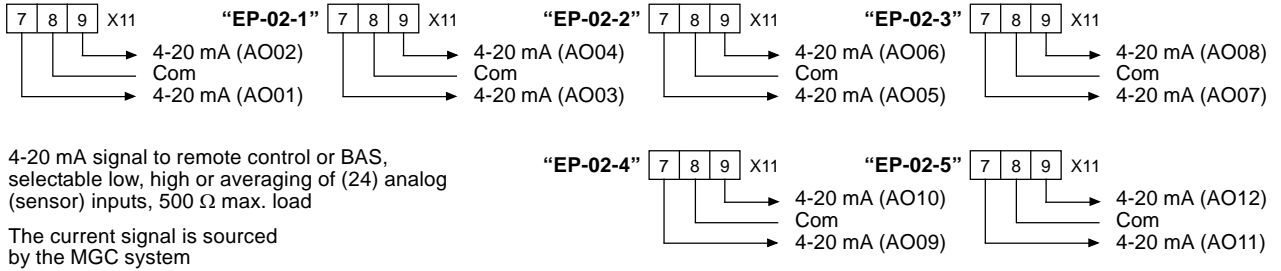 7 8 9 X11 "EP-02-1" 7 8 9 X11 "EP-02-2" 7 8 9 X11 "EP-02-3" 7 8 9 X11
4-20 mA (AO02) 4-20 mA (AO04) 4-20 mA (AO06) 4-20 mA (AO08)
Com Com Com Com
4-20 mA (AO01) 4-20 mA (AO03) 4-20 mA (AO05) 4-20 mA (AO07)
4-20 mA signal to remote control or BAS,
selectable low, high or averaging of (24) analog
(sensor) inputs, 500 Ω max. load
The current signal is sourced
by the MGC system
“EP-02-4” 7 8 9 X11 “EP-02-5” 7 8 9 X11
4-20 mA (AO10) 4-20 mA (AO12)
Com Com
4-20 mA (AO09) 4-20 mA (AO11)